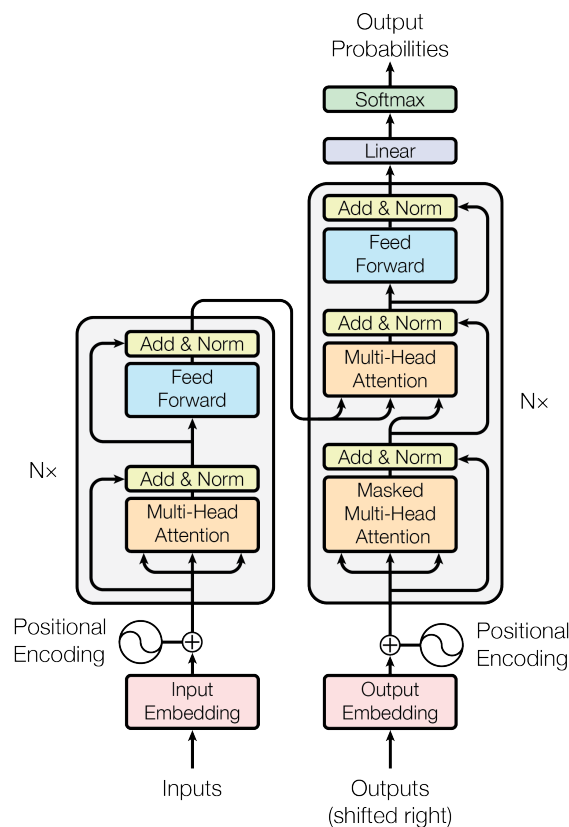 Output
Probabilities
Softmax
Linear
Add & Norm
Feed
Forward
Add & Norm
Multi-Head
Attention
Add & Norm
Masked
Multi-Head
Attention
N×
Add & Norm
Feed
Forward
Add & Norm
Multi-Head
Attention
N×
Positional
Encoding
Positional
Encoding
Input
Embedding
Output
Embedding
Inputs
Outputs
(shifted right)